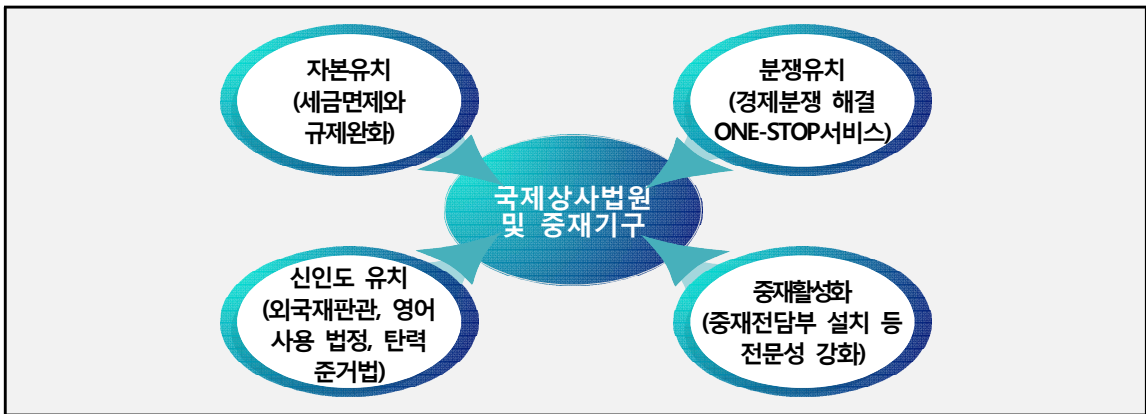 자본유치
(세금면제와
규제완화)
분쟁유치
(경제분쟁 해결
ONE-STOP서비스)
국제상사법원
및 중재기구
신인도 유치
(외국재판관, 영어
사용 법정, 탄력
준거법)
중재활성화
(중재전담부 설치 등
전문성 강화)